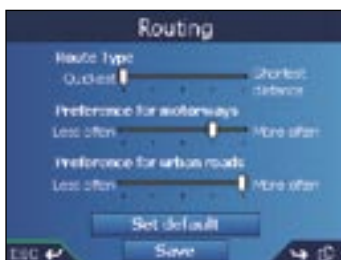 Routing
Route Type
Quickest
Shortest
distance
Preference for motorways
Less often More often
Preference for urban roads
Less often More often
Set default
ESC Save